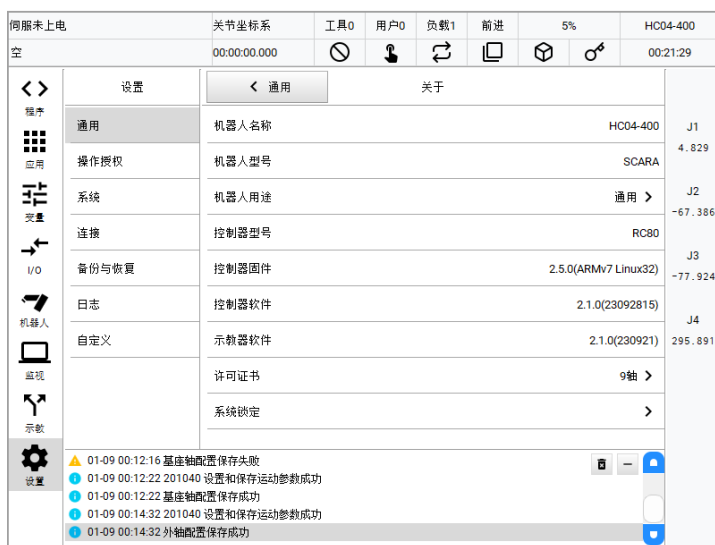 伺服未上电 关节坐标系 工具0 用户0 负载1 前进 5% HC04-400
空 00:00:00.000 00:21:29
程序
应用
变量
I/O
机器人
监视
示教
设置
设置
通用
操作授权
系统
连接
备份与恢复
日志
自定义
通用 关于
机器人名称 HC04-400
机器人型号 SCARA
机器人用途 通用
控制器型号 RC80
控制器固件 2.5.0(ARMv7 Linux32)
控制器软件 2.1.0(23092815)
示教器软件 2.1.0(230921)
许可证书 9轴
系统锁定
J1
4.829
J2
-67.386
J3
-77.924
J4
295.891
01-09 00:12:16 基座轴配置保存失败
01-09 00:12:22 201040 设置和保存运动参数成功
01-09 00:12:22 基座轴配置保存成功
01-09 00:14:32 201040 设置和保存运动参数成功
01-09 00:14:32 外轴配置保存成功